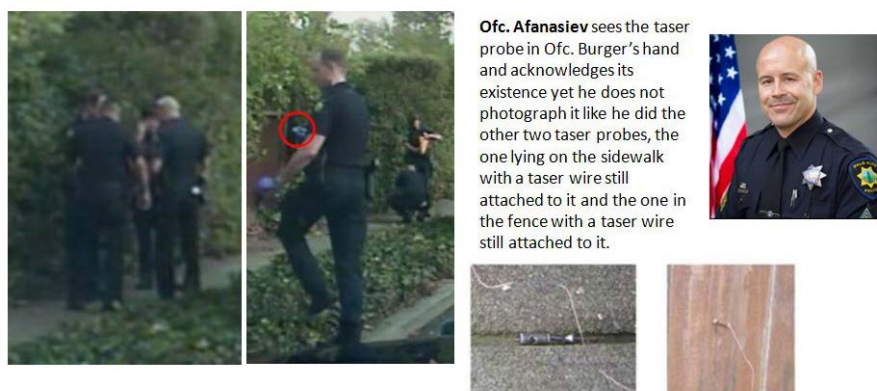 Ofc. Afanasiev sees the taser
probe in Ofc. Burger’s hand
and acknowledges its
existence yet he does not
photograph it like he did the
other two taser probes, the
one lying on the sidewalk
with a taser wire still
attached to it and the one in
the fence with a taser wire
still attached to it.